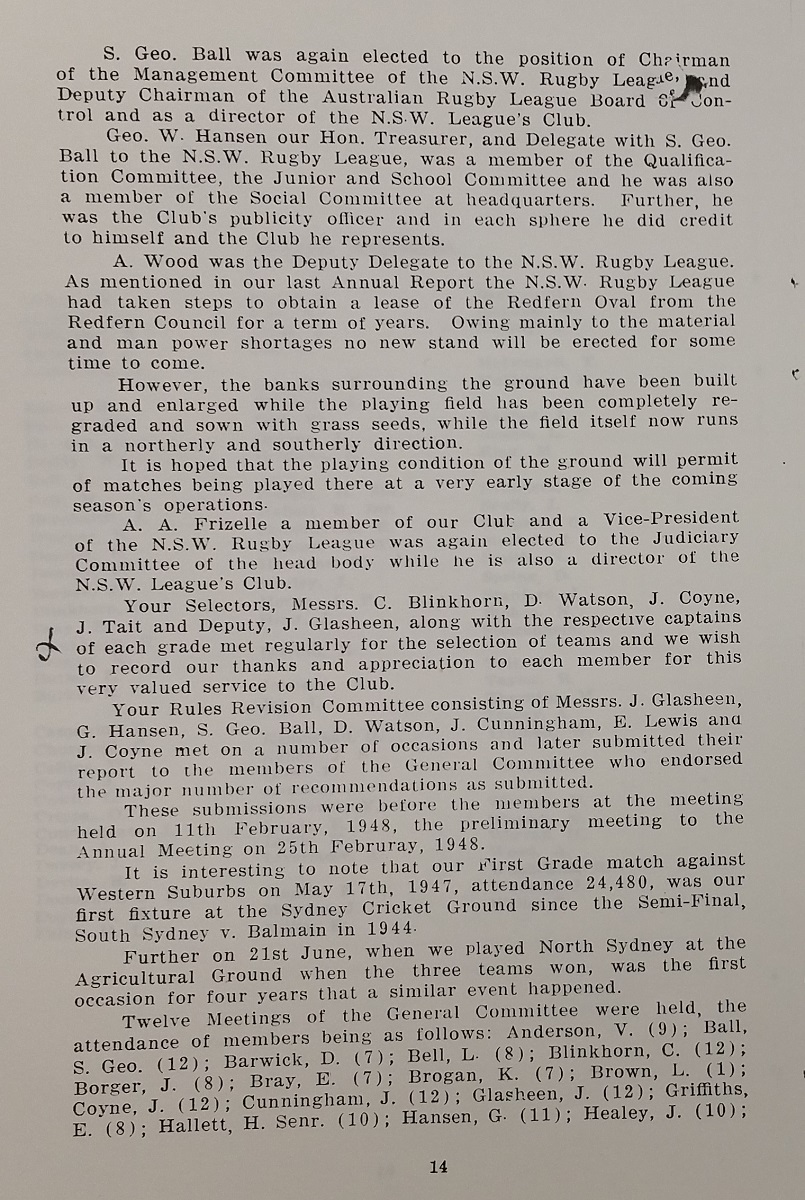 S. Geo. Ball was again elected to the position of Chairman
of the Management Committee of the N.S.W. Rugby League, and
Deputy Chairman of the Australian Rugby League Board of Con-
trol and as a director of the N.S.W. League's Club.
Geo. W. Hansen our Hon. Treasurer, and Delegate with S. Geo.
Ball to the N.S.W. Rugby League, was a member of the Qualifica-
tion Committee, the Junior and School Committee and he was also
a member of the Social Committee at headquarters. Further, he
was the Club's publicity officer and in each sphere he did credit
to himself and the Club he represents.
A. Wood was the Deputy Delegate to the N.S.W. Rugby League.
As mentioned in our last Annual Report the N.S.W. Rugby League
had taken steps to obtain a lease of the Redfern Oval from the
Redfern Council for a term of years. Owing mainly to the material
and man power shortages no new stand will be erected for some
time to come.
However, the banks surrounding the ground have been built
up and enlarged while the playing field has been completely re-
graded and sown with grass seeds, while the field itself now runs
in a northerly and southerly direction.
It is hoped that the playing condition of the ground will permit
of matches being played there at a very early stage of the coming
season's operations.
A. A. Frizelle a member of our Club and a Vice-President
of the N.S.W. Rugby League was again elected to the Judiciary
Committee of the head body while he is also a director of the
N.S.W. League's Club.
Your Selectors, Messrs. C. Blinkhorn, D. Watson, J. Coyne,
J. Tait and Deputy, J. Glasheen, along with the respective captains
of each grade met regularly for the selection of teams and we wish
to record our thanks and appreciation to each member for this
very valued service to the Club.
Your Rules Revision Committee consisting of Messrs. J. Glasheen,
G. Hansen, S. Geo. Ball, D. Watson, J. Cunningham, E. Lewis and
J. Coyne met on a number of occasions and later submitted their
report to the members of the General Committee who endorsed
the major number of recommendations as submitted.
These submissions were before the members at the meeting
held on 11th February, 1948, the preliminary meeting to the
Annual Meeting on 25th Februray, 1948.
It is interesting to note that our First Grade match against
Western Suburbs on May 17th, 1947, attendance 24,480, was our
first fixture at the Sydney Cricket Ground since the Semi-Final,
South Sydney v. Balmain in 1944.
Further on 21st June, when we played North Sydney at the
Agricultural Ground when the three teams won, was the first
occasion for four years that a similar event happened.
Twelve Meetings of the General Committee were held, the
attendance of members being as follows: Anderson, V. (9); Ball,
S. Geo. (12); Barwick, D. (7); Bell, L. (8); Blinkhorn, C. (12);
Borger, J. (8); Bray, E. (7); Brogan, K. (7); Brown, L. (1);
Coyne, J. (12); Cunningham, J. (12); Glasheen, J. (12); Griffiths,
E. (8); Hallett, H. Senr. (10); Hansen, G. (11); Healey, J. (10);
14